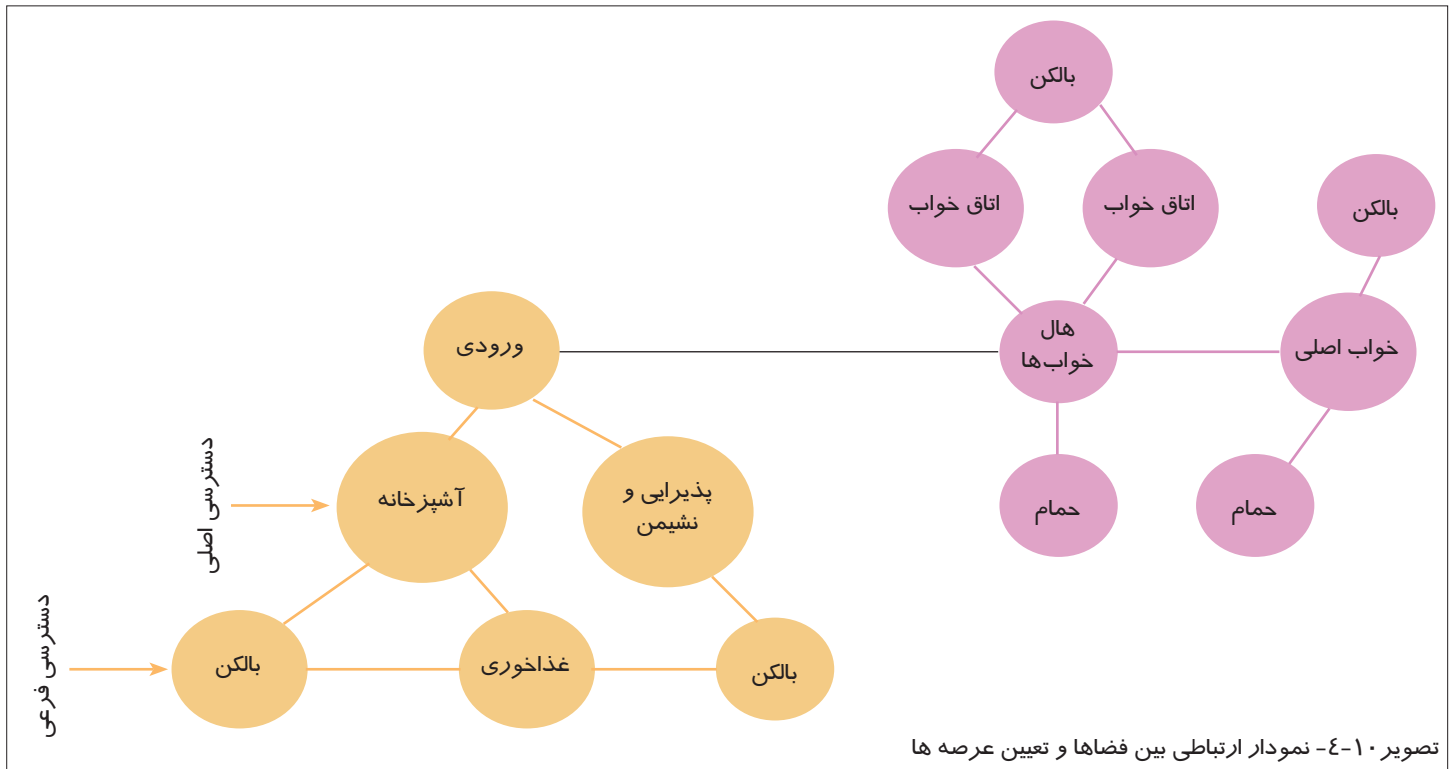 بالکن
اتاق خواب
اتاق خواب
بالکن
هال
خواب‌ها
خواب اصلی
حمام
حمام
ورودی
پذیرایی و
نشیمن
آشپزخانه
دسترسی اصلی
بالکن
غذاخوری
بالکن
دسترسی فرعی
تصویر ۱۰-٤- نمودار ارتباطی بین فضاها و تعیین عرصه ها